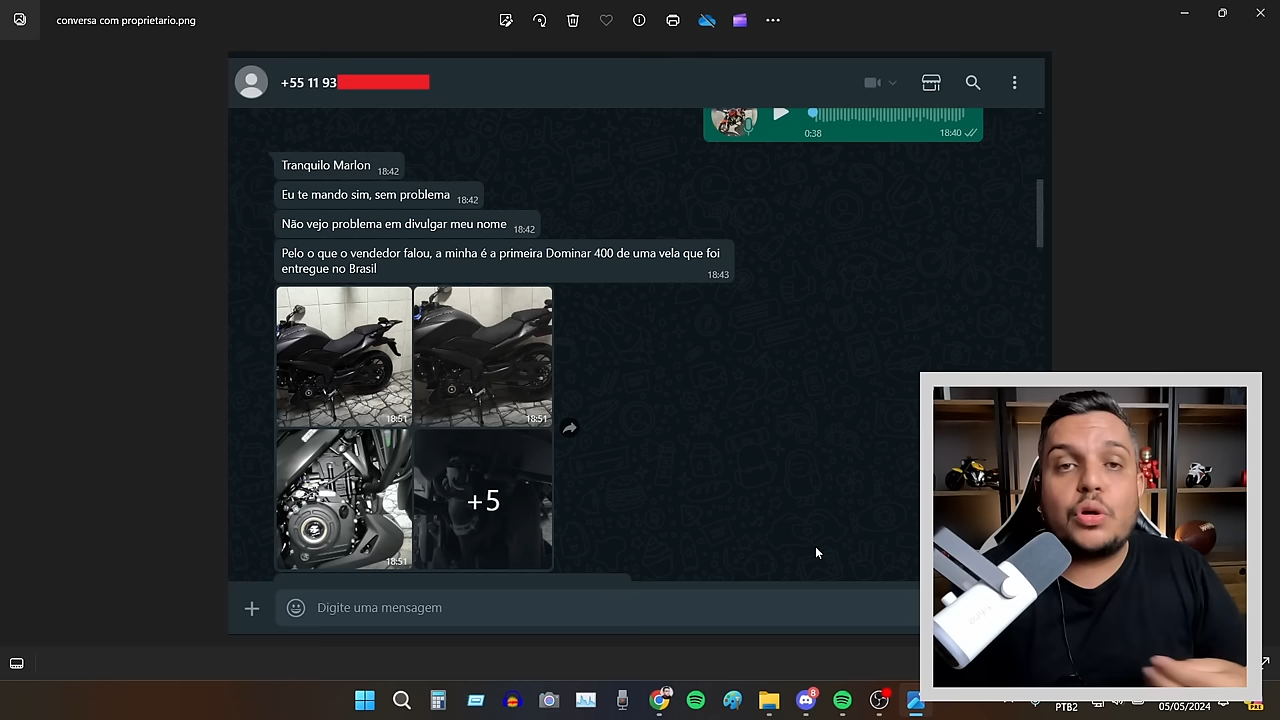 conversa com proprietario.png
+55 11 93
0:38
18:40
Tranquilo Marlon
18:42
Eu te mando sim, sem problema
18:42
Não vejo problema em divulgar meu nome
18:42
Pelo o que o vendedor falou, a minha é a primeira Dominar 400 de uma vela que foi
entregue no Brasil
18:43
18:51
18:51
18:51
+5
Digite uma mensagem
8
PTB2
05/05/2024
PRE